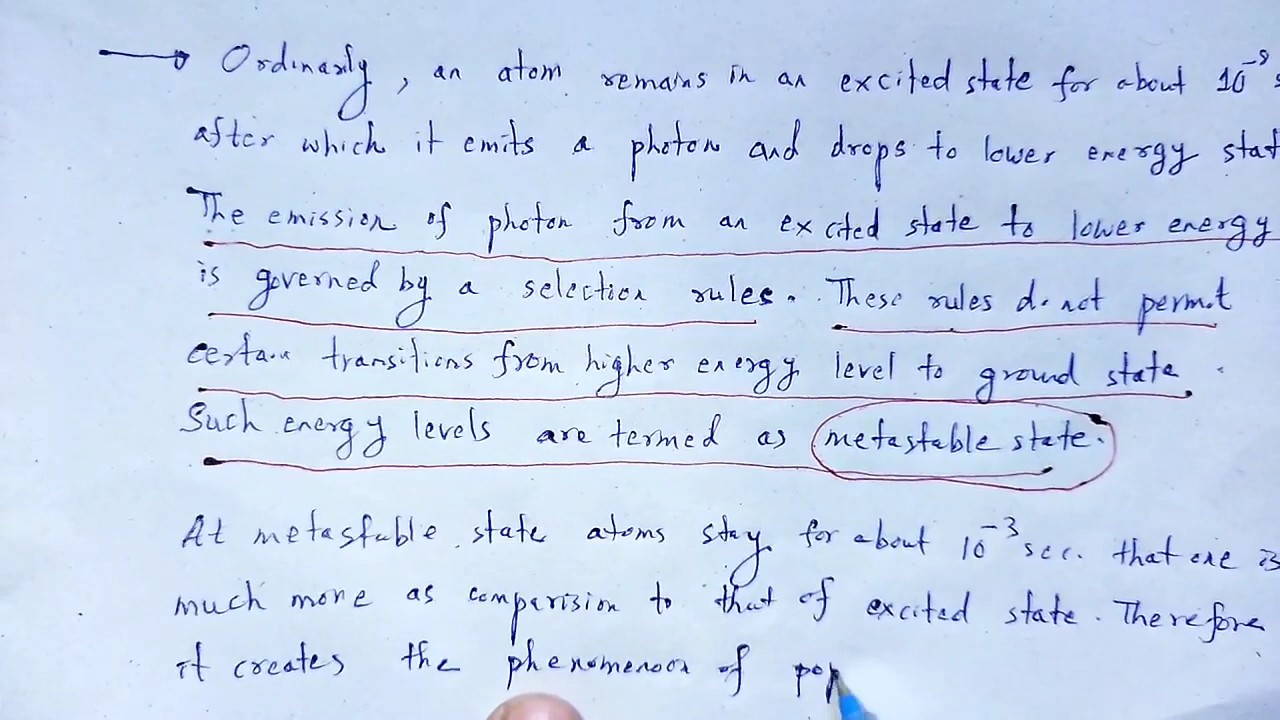 Ordinarily, an atom remains in an excited state for about 10⁻⁸ s
after which it emits a photon and drops to lower energy stat
The emission of photon from an excited state to lower energy
is governed by a selection rules. These rules do not permit
certain transitions from higher energy level to ground state.
Such energy levels are termed as metastable state.
At metastable state atoms stay for about 10⁻³ sec. that one is
much more as comparision to that of excited state. Therefore
it creates the phenomenon of pop